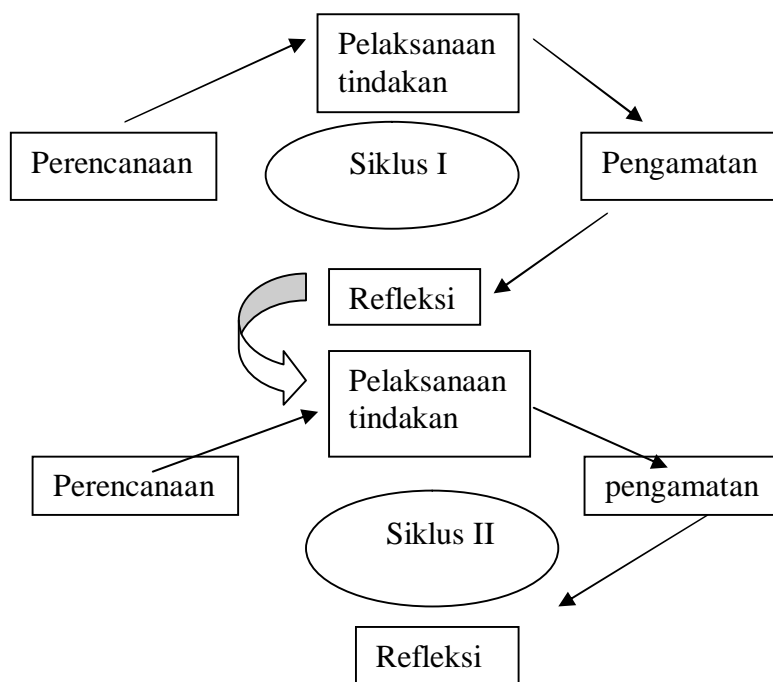 Pelaksanaan
tindakan
Perencanaan
Siklus I
Pengamatan
Refleksi
Pelaksanaan
tindakan
Perencanaan
pengamatan
Siklus II
Refleksi